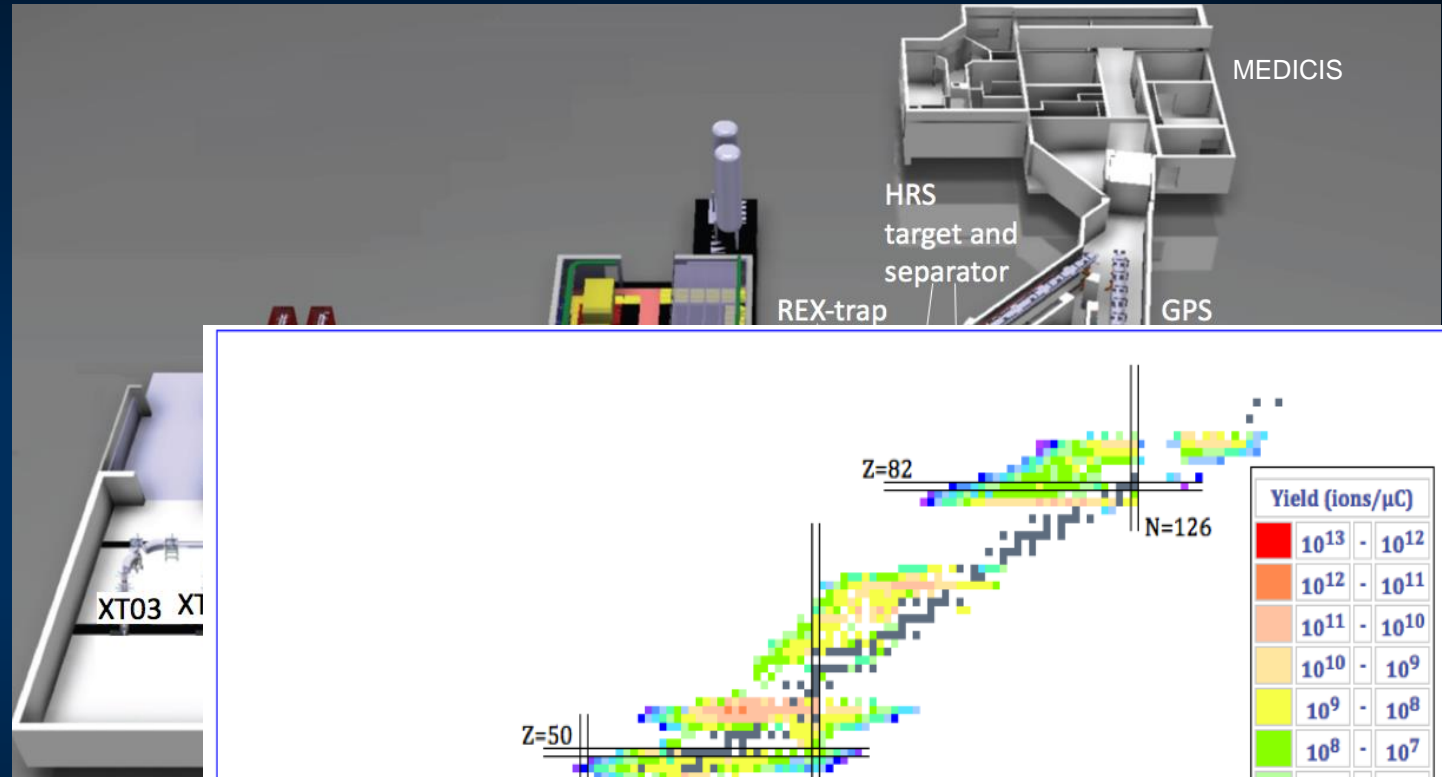 MEDICIS
HRS
target and
separator
REX-trap
GPS
XT03
Z=82
N=126
Z=50
Yield (ions/μC)
10¹³ - 10¹²
10¹² - 10¹¹
10¹¹ - 10¹⁰
10¹⁰ - 10⁹
10⁹ - 10⁸
10⁸ - 10⁷